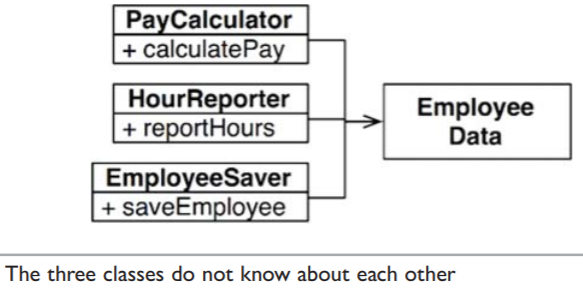 PayCalculator
+ calculatePay
HourReporter
+ reportHours
EmployeeSaver
+ saveEmployee
Employee
Data
The three classes do not know about each other